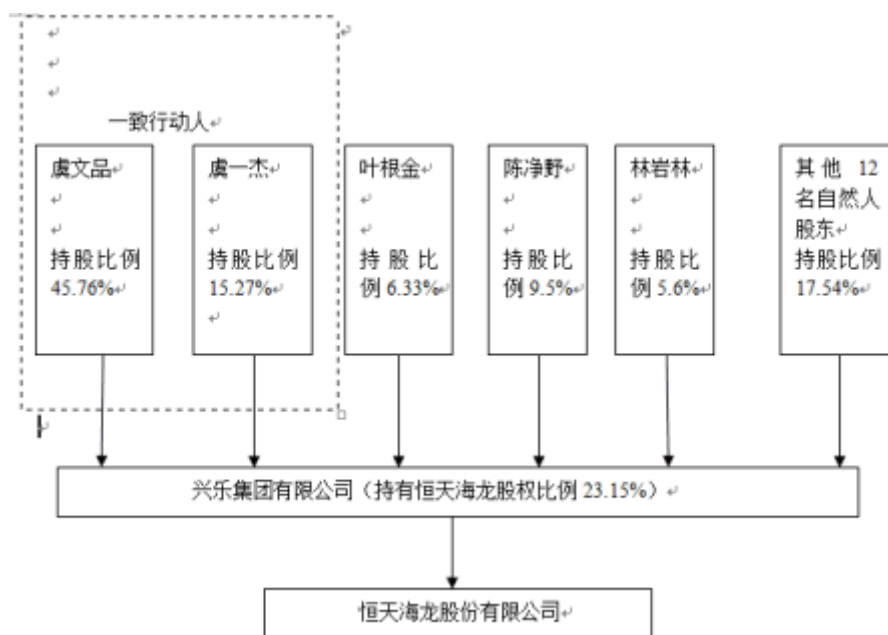 一致行动人
虞文品
持股比例
45.76%
虞一杰
持股比例
15.27%
叶根金
持股比
例 6.33%
陈净野
持股比
例 9.5%
林岩林
持股比
例 5.6%
其他 12
名自然人
股东
持股比例
17.54%
兴乐集团有限公司（持有恒天海龙股权比例 23.15%）
恒天海龙股份有限公司